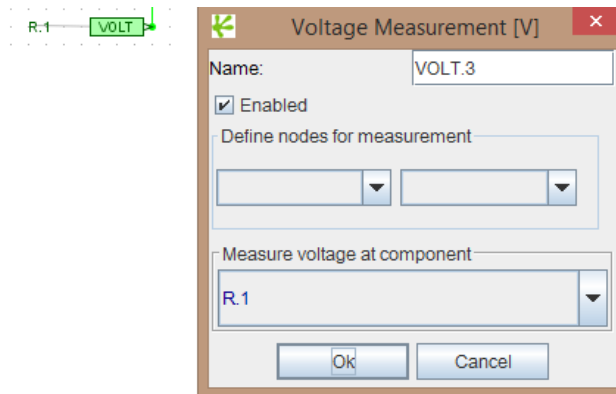 R.1 VOLT
Voltage Measurement [V]
Name: VOLT.3
Enabled
Define nodes for measurement
Measure voltage at component
R.1
Ok Cancel